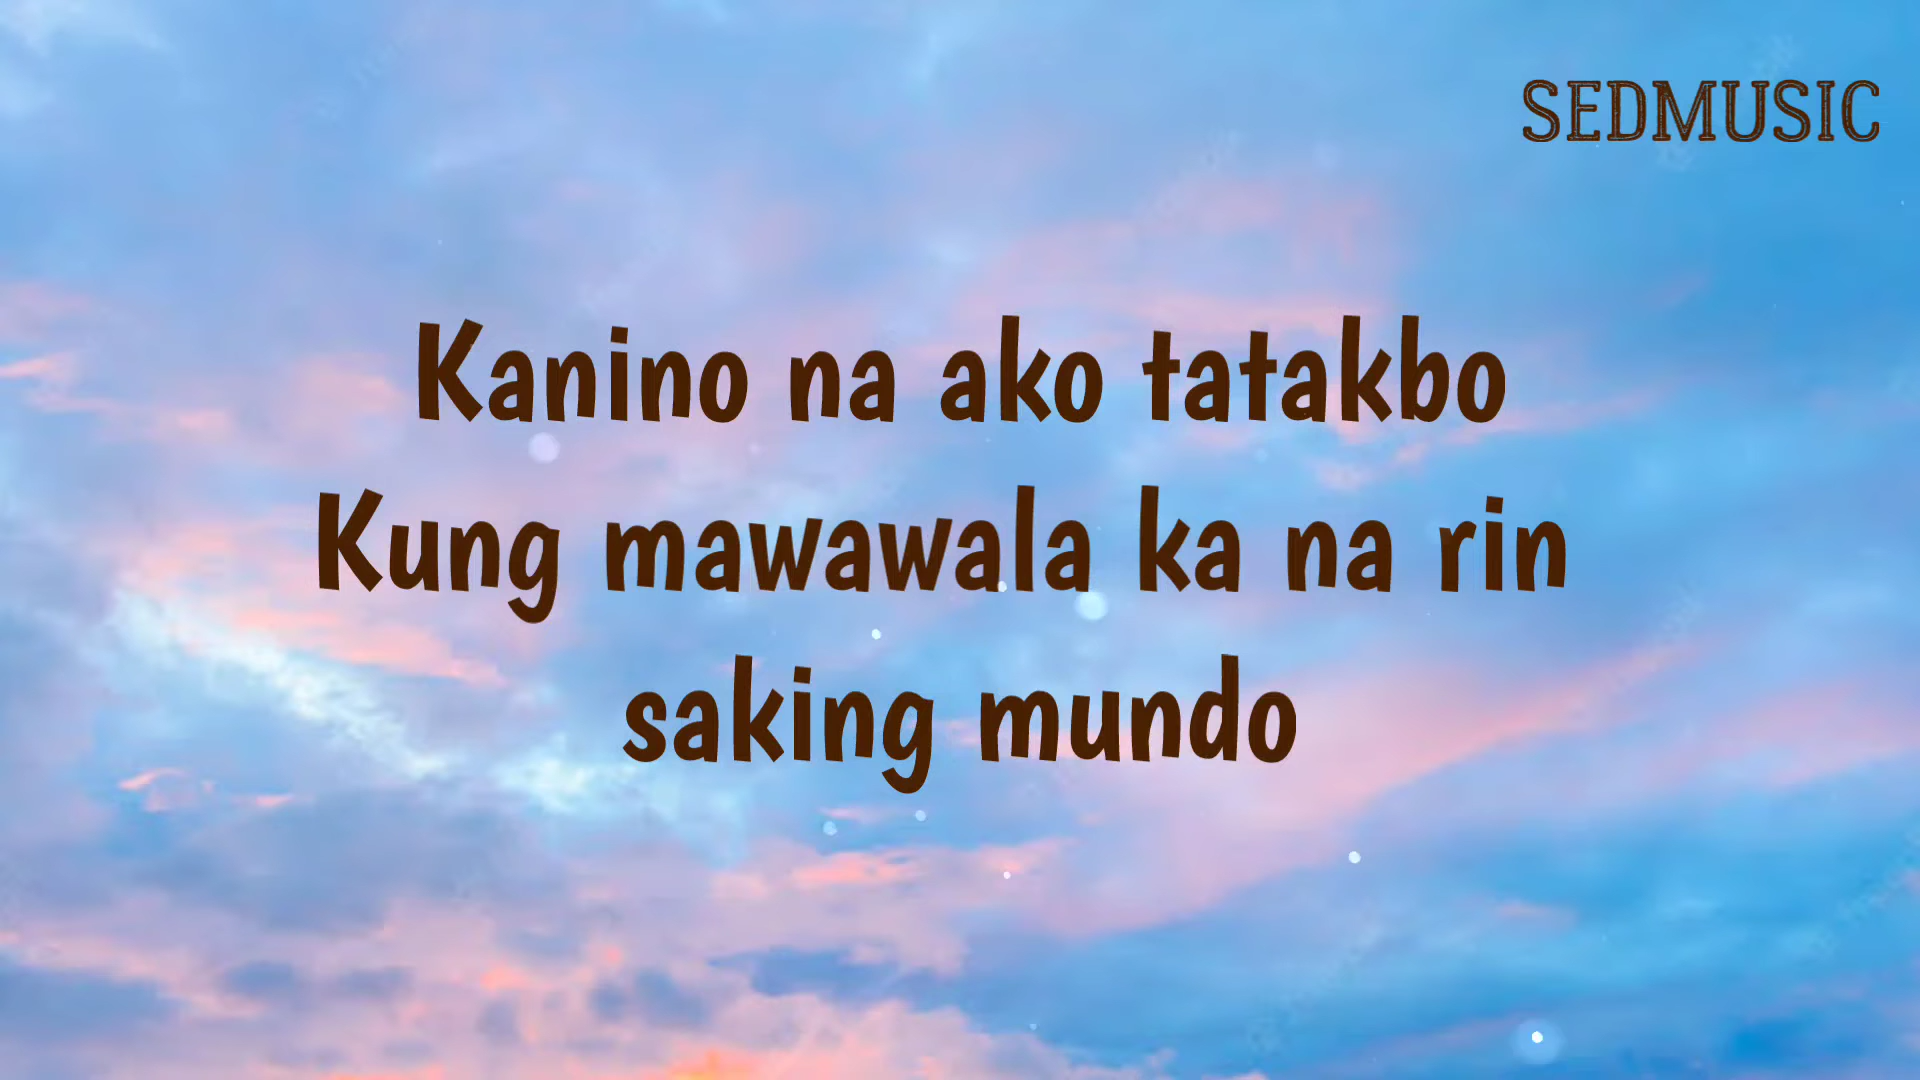 SEDMUSIC
Kanino na ako tatakbo
Kung mawawala ka na rin
saking mundo